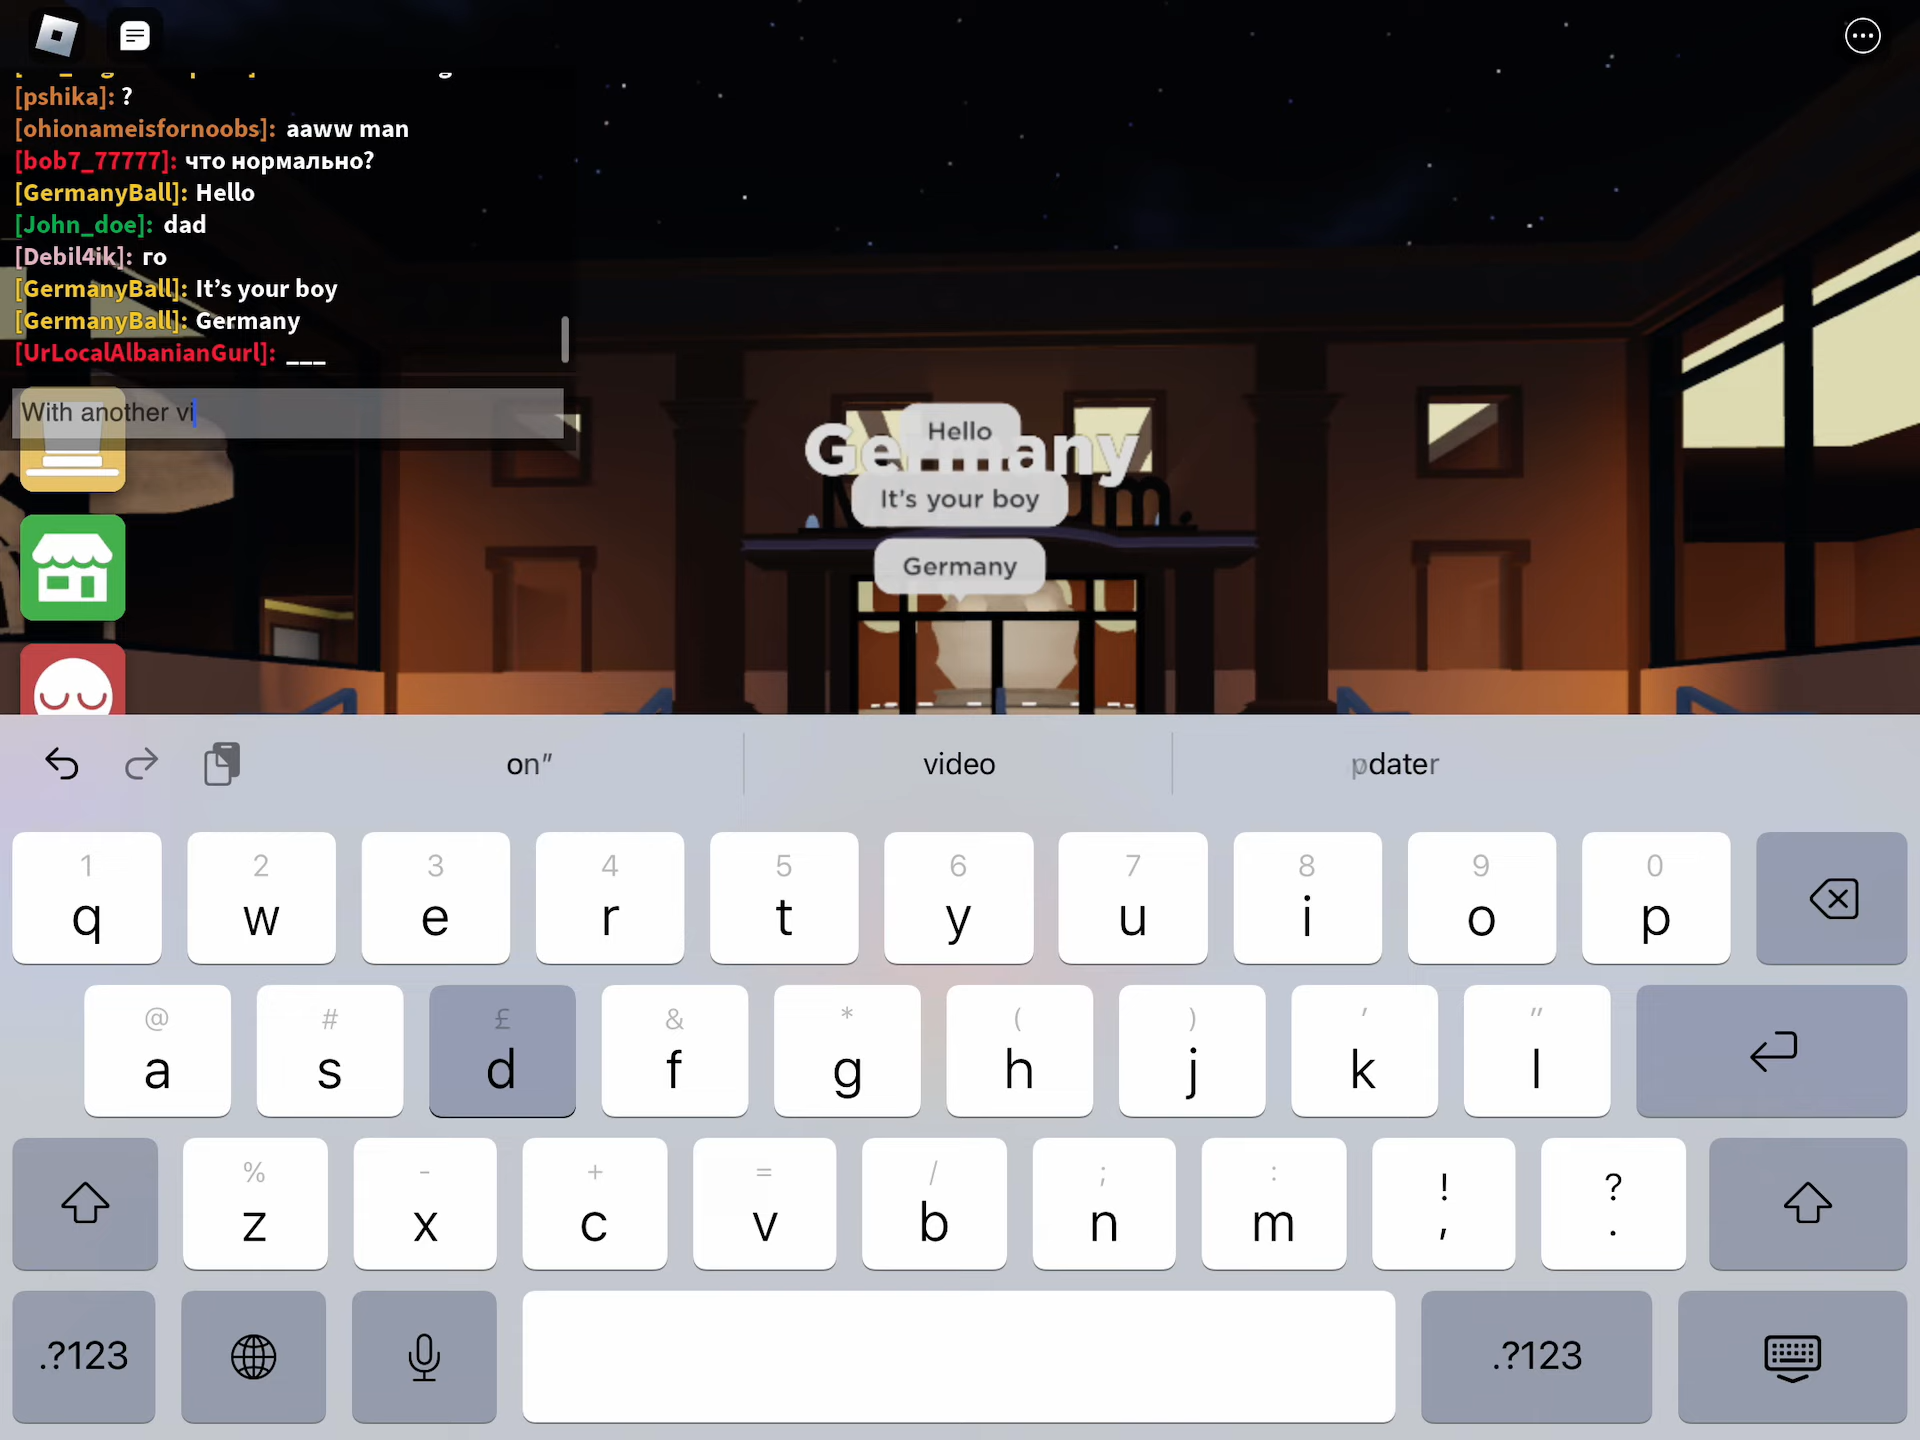 [pshika]: ?
[ohionameisfornoobs]: aaww man
[bob7_77777]: что нормально?
[GermanyBall]: Hello
[John_doe]: dad
[Debil4ik]: го
[GermanyBall]: It’s your boy
[GermanyBall]: Germany
[UrLocalAlbanianGurl]: ___
With another vi
Hello
Germany
It’s your boy
Germany
on” video
1 2 3 4 5 6 7 8 9 0
q w e r t y u i o p
@ # £ & * ( ) ' "
a s d f g h j k l
% - + = / ; : ! ?
z x c v b n m , .
.?123 .?123